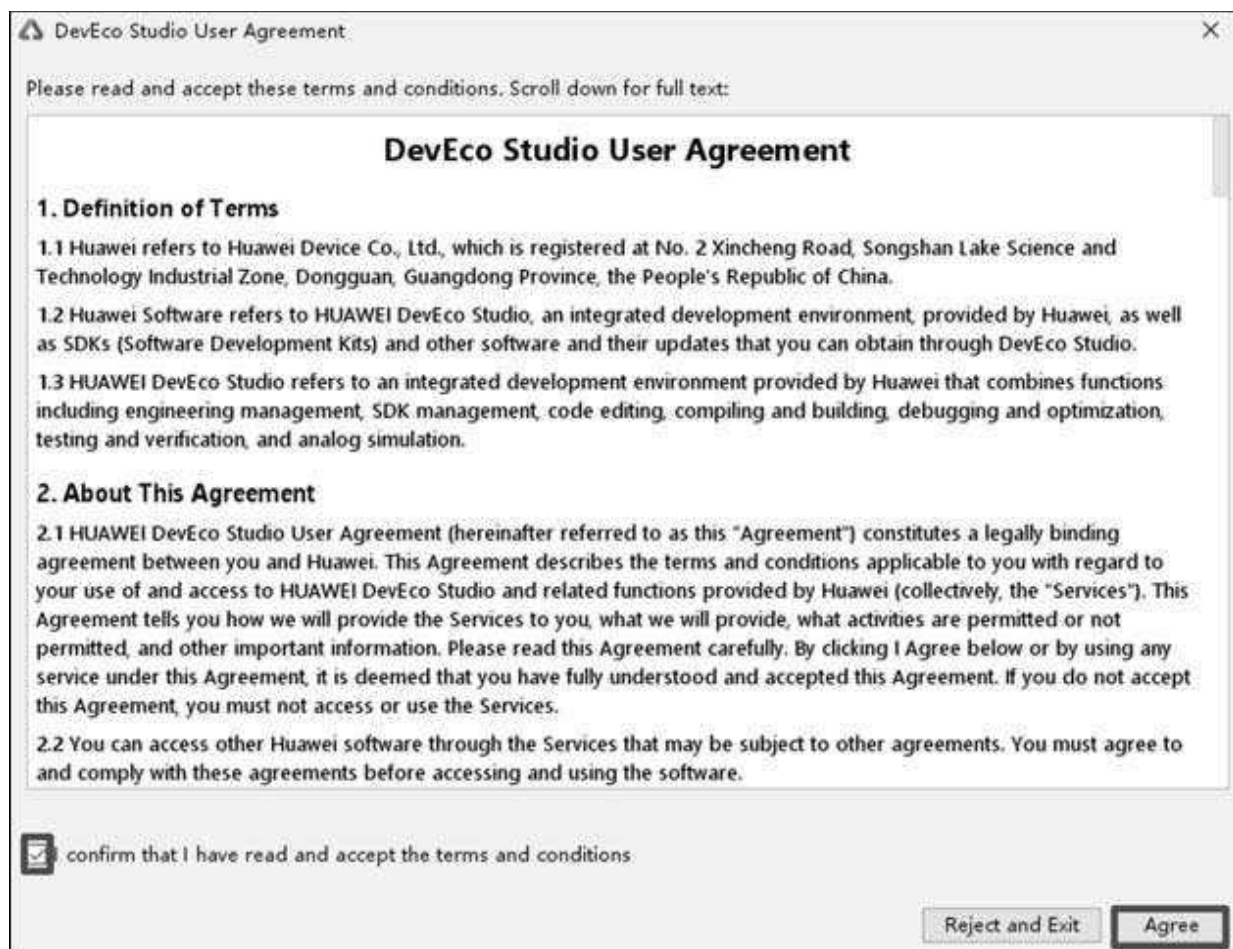 DevEco Studio User Agreement
Please read and accept these terms and conditions. Scroll down for full text:
DevEco Studio User Agreement
1. Definition of Terms
1.1 Huawei refers to Huawei Device Co., Ltd., which is registered at No. 2 Xincheng Road, Songshan Lake Science and
Technology Industrial Zone, Dongguan, Guangdong Province, the People's Republic of China.
1.2 Huawei Software refers to HUAWEI DevEco Studio, an integrated development environment, provided by Huawei, as well
as SDKs (Software Development Kits) and other software and their updates that you can obtain through DevEco Studio.
1.3 HUAWEI DevEco Studio refers to an integrated development environment provided by Huawei that combines functions
including engineering management, SDK management, code editing, compiling and building, debugging and optimization,
testing and verification, and analog simulation.
2. About This Agreement
2.1 HUAWEI DevEco Studio User Agreement (hereinafter referred to as this "Agreement") constitutes a legally binding
agreement between you and Huawei. This Agreement describes the terms and conditions applicable to you with regard to
your use of and access to HUAWEI DevEco Studio and related functions provided by Huawei (collectively, the "Services"). This
Agreement tells you how we will provide the Services to you, what we will provide, what activities are permitted or not
permitted, and other important information. Please read this Agreement carefully. By clicking I Agree below or by using any
service under this Agreement, it is deemed that you have fully understood and accepted this Agreement. If you do not accept
this Agreement, you must not access or use the Services.
2.2 You can access other Huawei software through the Services that may be subject to other agreements. You must agree to
and comply with these agreements before accessing and using the software.
confirm that I have read and accept the terms and conditions
Reject and Exit Agree